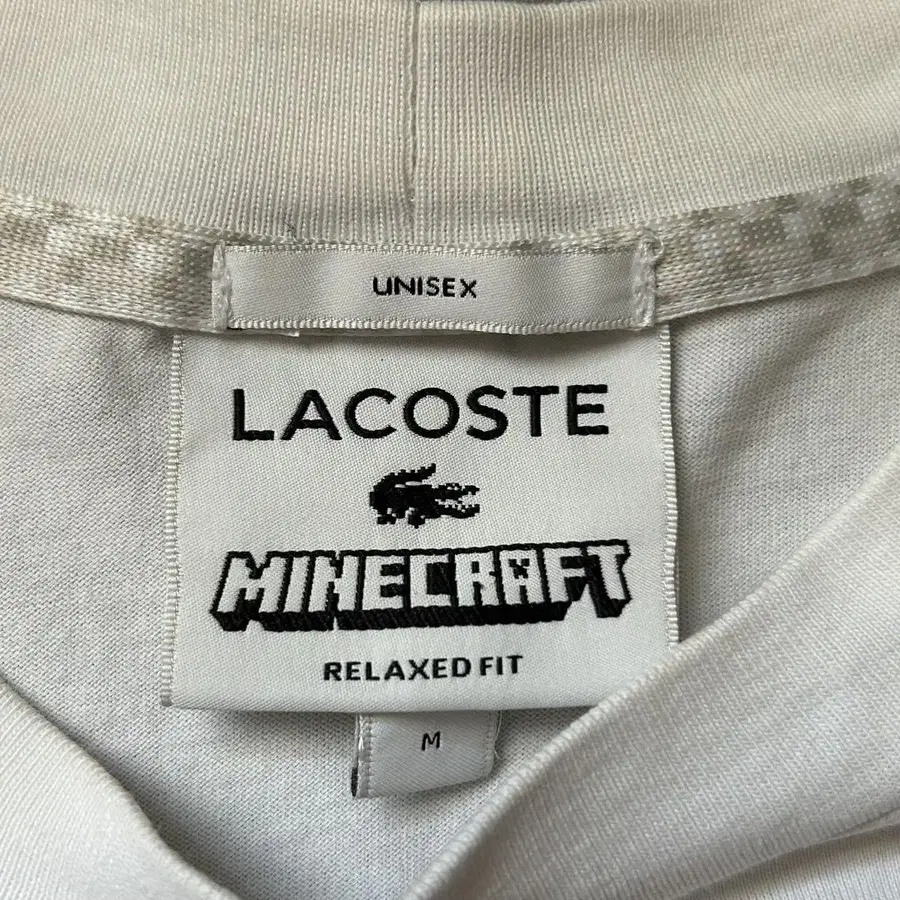 UNISEX
LACOSTE
MINECRAFT
RELAXED FIT
M